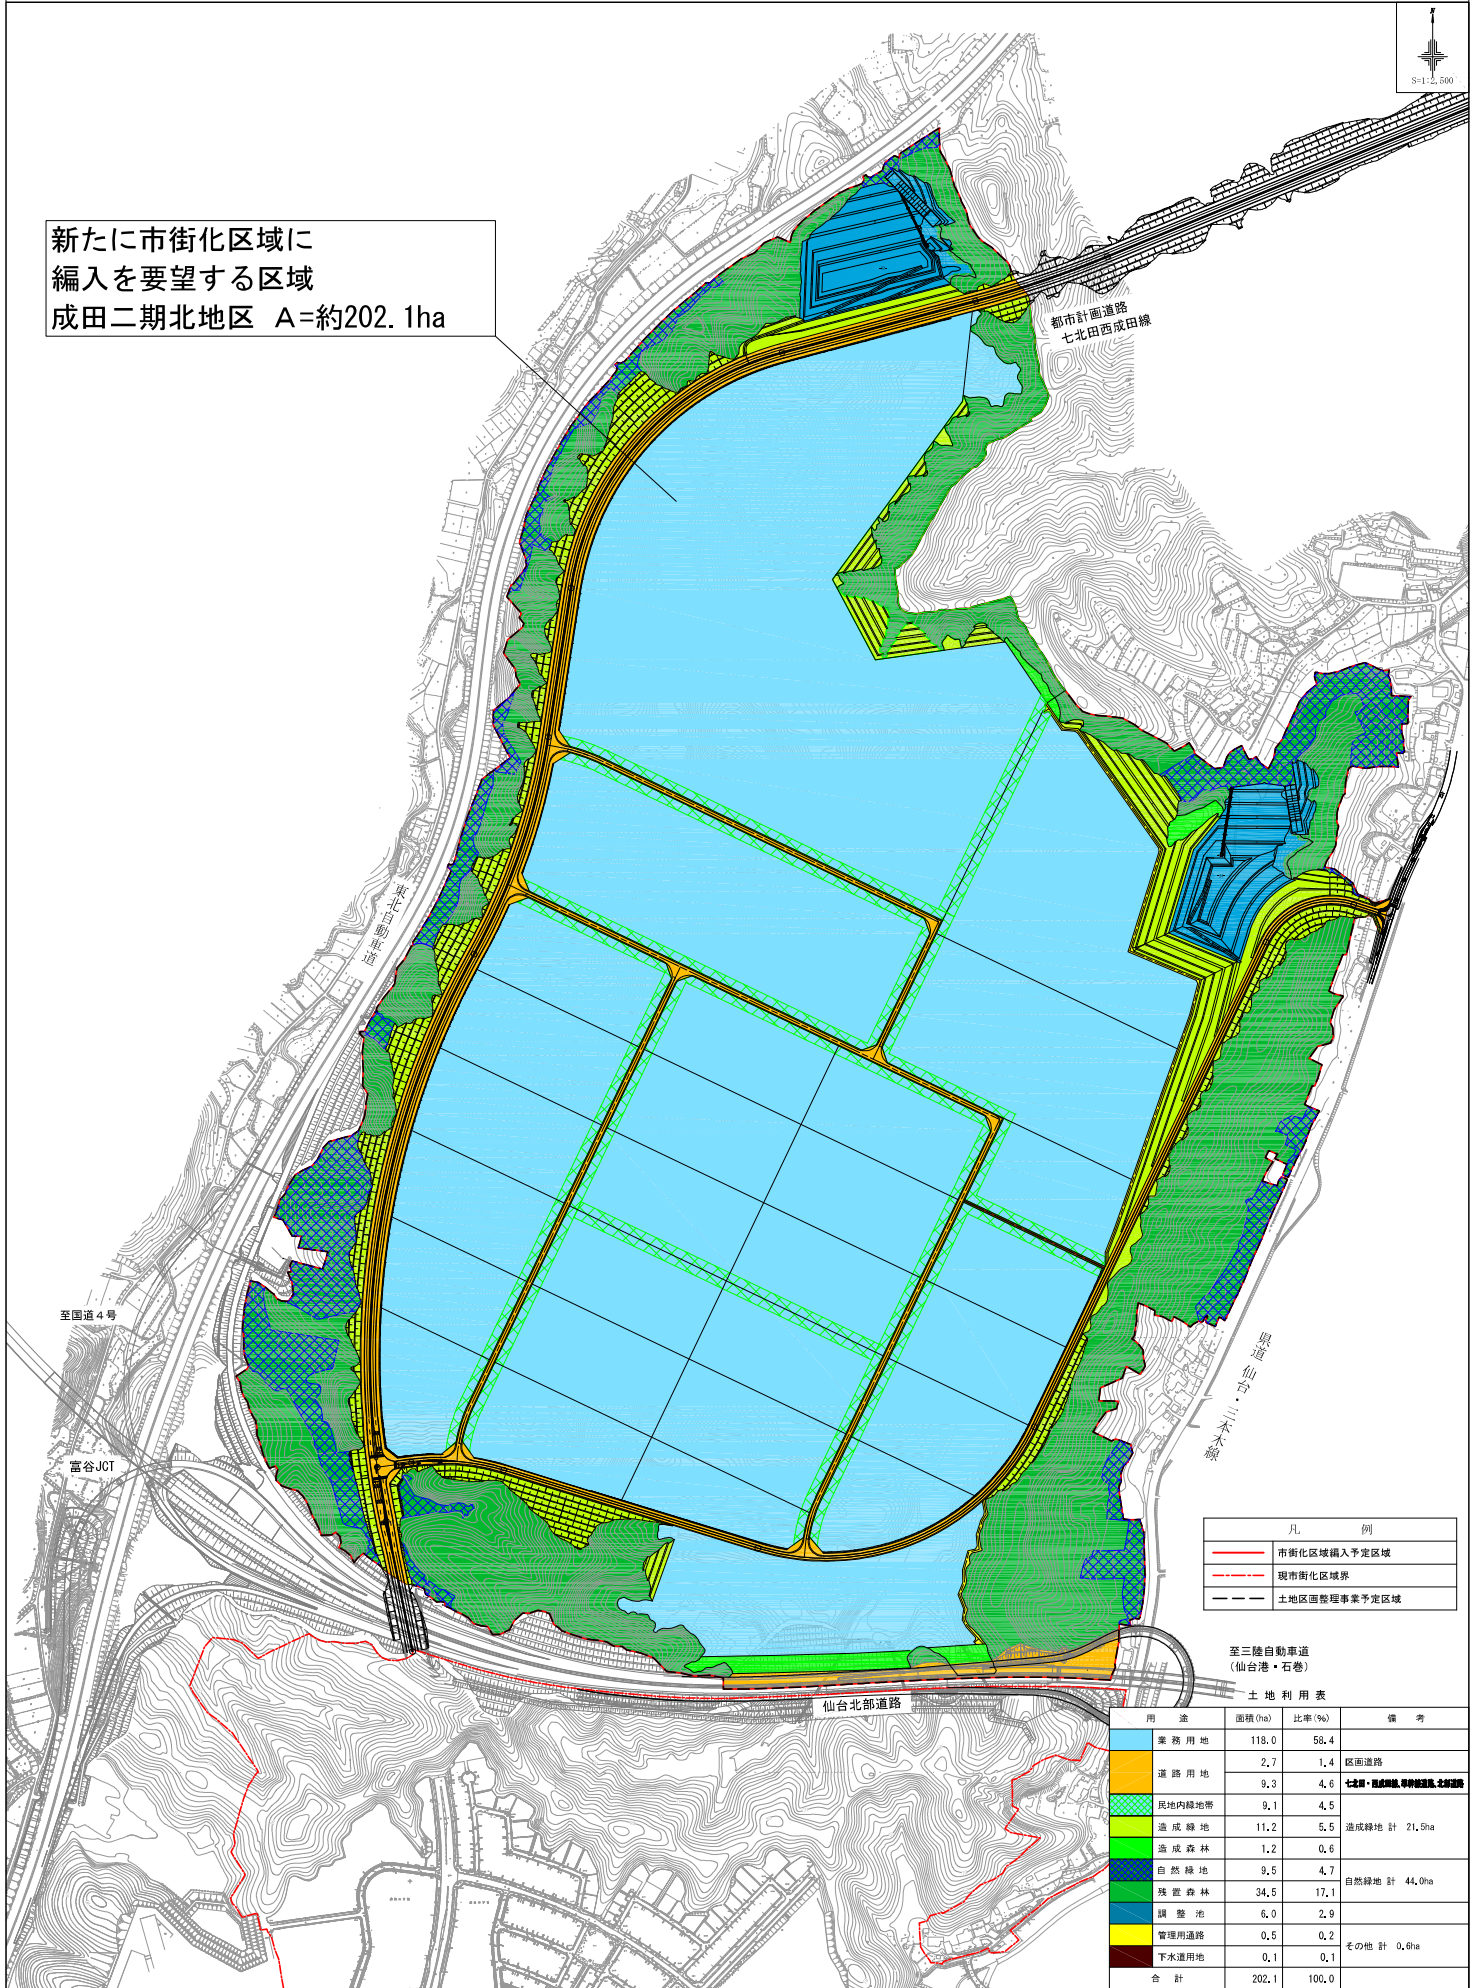 N
S=1:2,500
新たに市街化区域に
編入を要望する区域
成田二期北地区 A=約202.1ha
都市計画道路
七北田西成田線
東北自動車道
至国道4号
富谷JCT
県道 仙台・三本木線
凡 例
市街化区域編入予定区域
現市街化区域界
土地区画整理事業予定区域
至三陸自動車道
(仙台港・石巻)
仙台北部道路
土地利用表
用途 面積(ha) 比率(%) 備考
業務用地 118.0 58.4
道路用地 2.7 1.4 区画道路
9.3 4.6
民地内緑地帯 9.1 4.5
造成緑地 11.2 5.5 造成緑地 計 21.5ha
造成森林 1.2 0.6
自然緑地 9.5 4.7 自然緑地 計 44.0ha
残置森林 34.5 17.1
調整池 6.0 2.9
管理用通路 0.5 0.2 その他 計 0.6ha
下水道用地 0.1 0.1
合計 202.1 100.0